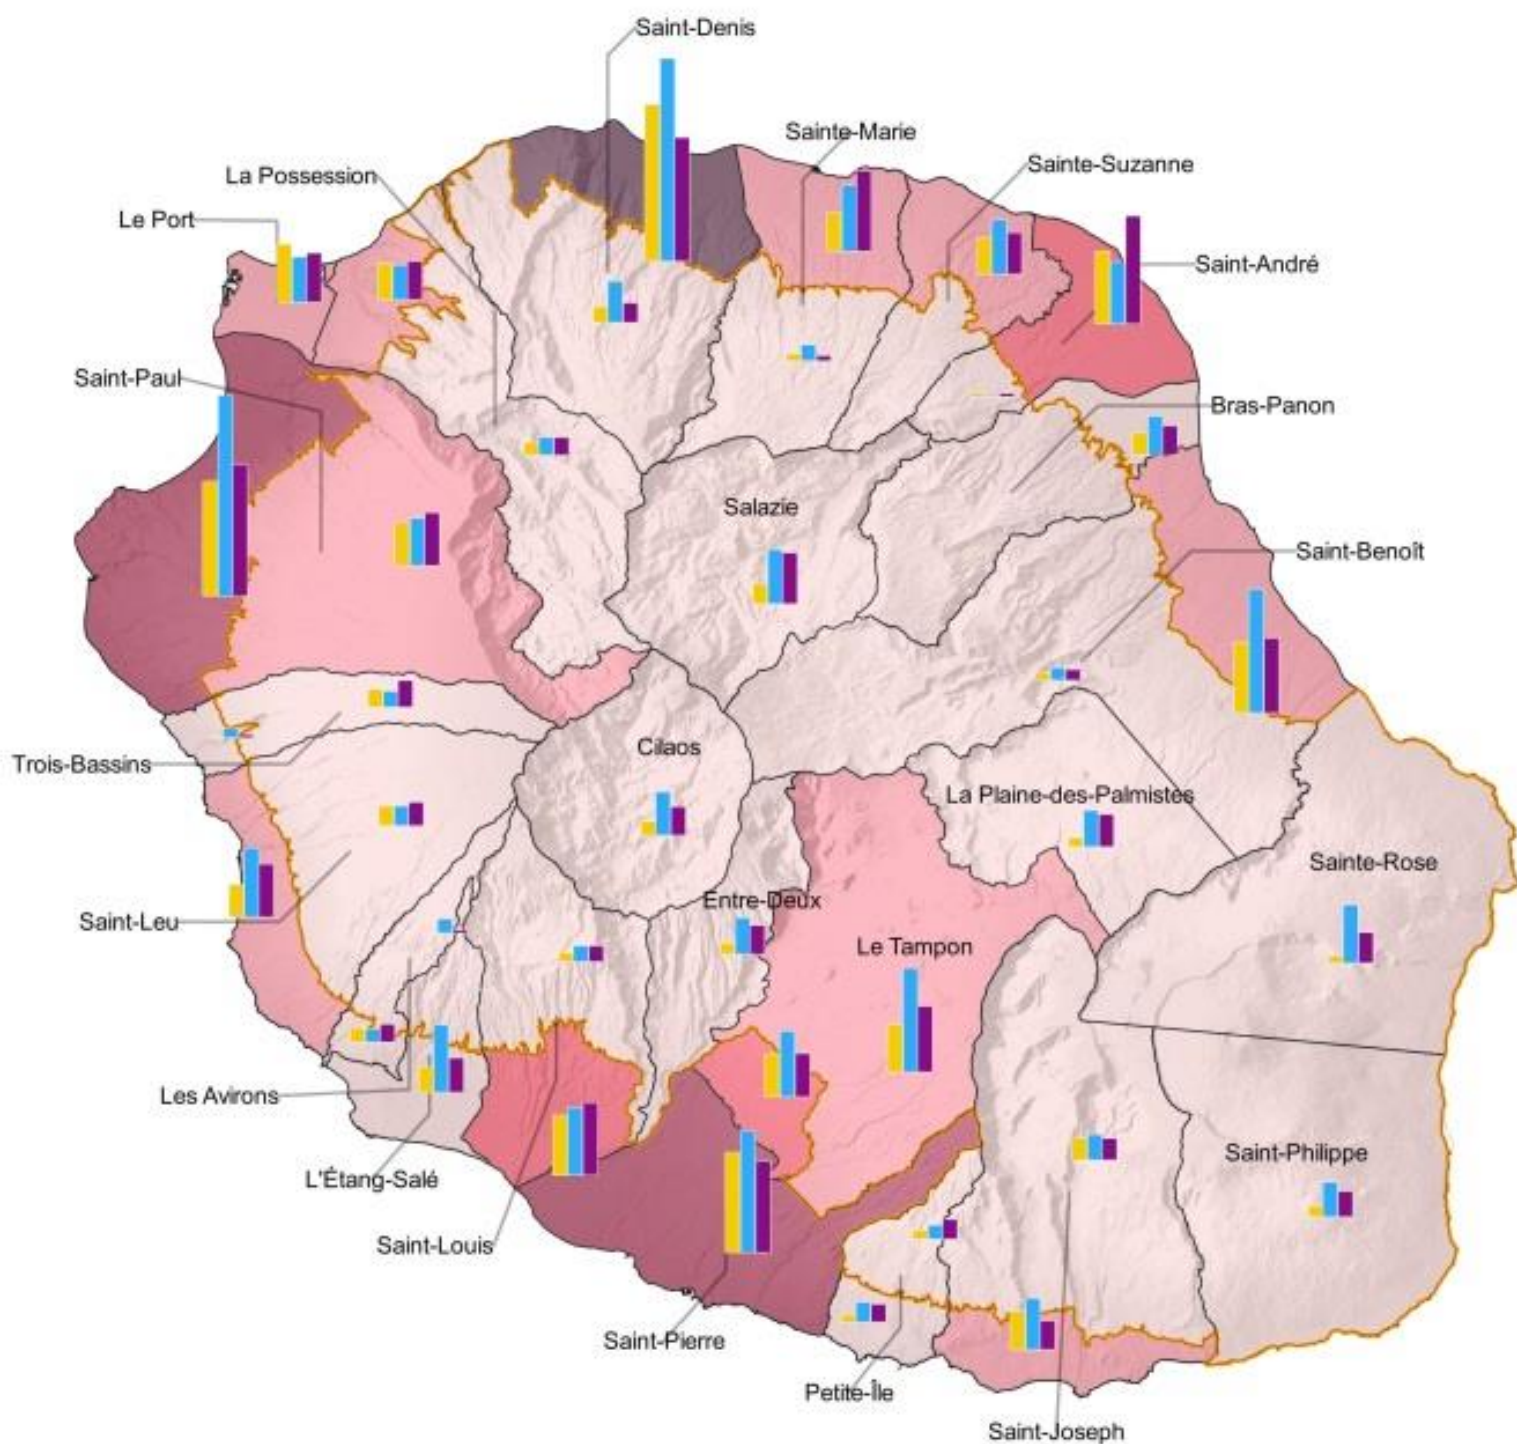 Saint-Denis
Sainte-Marie
Sainte-Suzanne
La Possession
Le Port
Saint-André
Saint-Paul
Bras-Panon
Salazie
Saint-Benoît
Cilaos
Trois-Bassins
La Plaine-des-Palmistes
Sainte-Rose
Entre-Deux
Saint-Leu
Le Tampon
Les Avirons
Saint-Philippe
L'Étang-Salé
Saint-Louis
Saint-Pierre
Petite-Île
Saint-Joseph